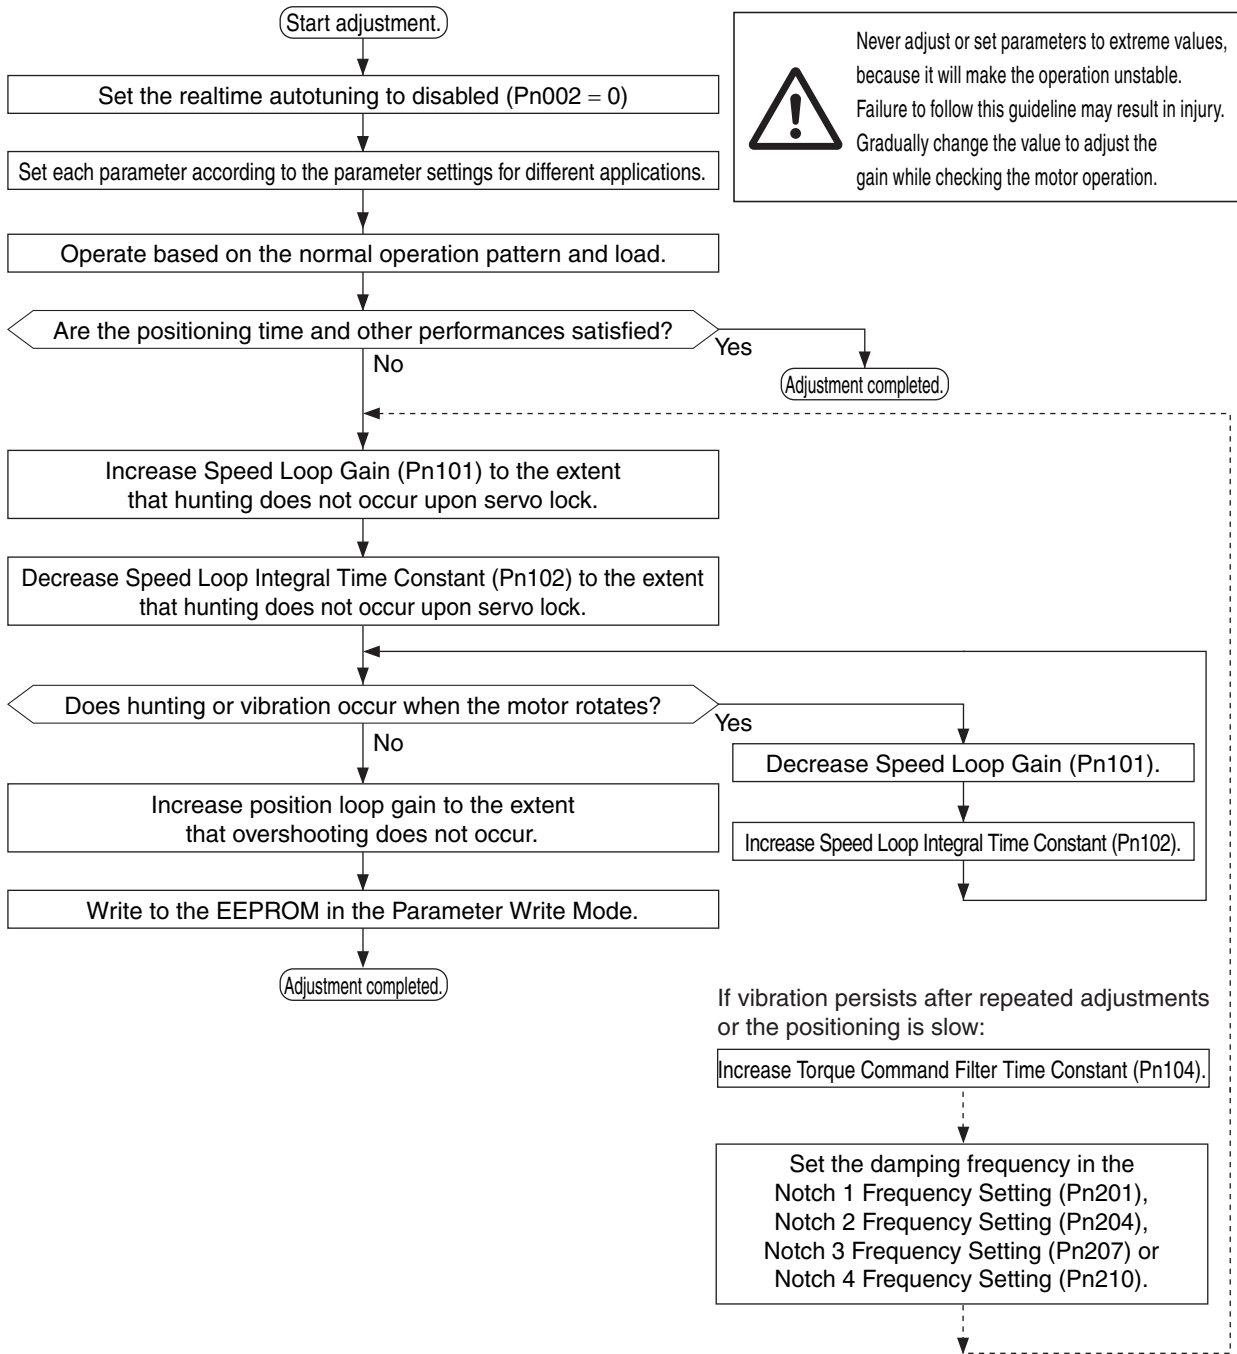 Start adjustment.
Never adjust or set parameters to extreme values,
because it will make the operation unstable.
Failure to follow this guideline may result in injury.
Gradually change the value to adjust the
gain while checking the motor operation.
Set the realtime autotuning to disabled (Pn002 = 0)
Set each parameter according to the parameter settings for different applications.
Operate based on the normal operation pattern and load.
Are the positioning time and other performances satisfied?
Yes
No
Adjustment completed.
Increase Speed Loop Gain (Pn101) to the extent
that hunting does not occur upon servo lock.
Decrease Speed Loop Integral Time Constant (Pn102) to the extent
that hunting does not occur upon servo lock.
Does hunting or vibration occur when the motor rotates?
Yes
No
Decrease Speed Loop Gain (Pn101).
Increase Speed Loop Integral Time Constant (Pn102).
Increase position loop gain to the extent
that overshooting does not occur.
Write to the EEPROM in the Parameter Write Mode.
Adjustment completed.
If vibration persists after repeated adjustments
or the positioning is slow:
Increase Torque Command Filter Time Constant (Pn104).
Set the damping frequency in the
Notch 1 Frequency Setting (Pn201),
Notch 2 Frequency Setting (Pn204),
Notch 3 Frequency Setting (Pn207) or
Notch 4 Frequency Setting (Pn210).